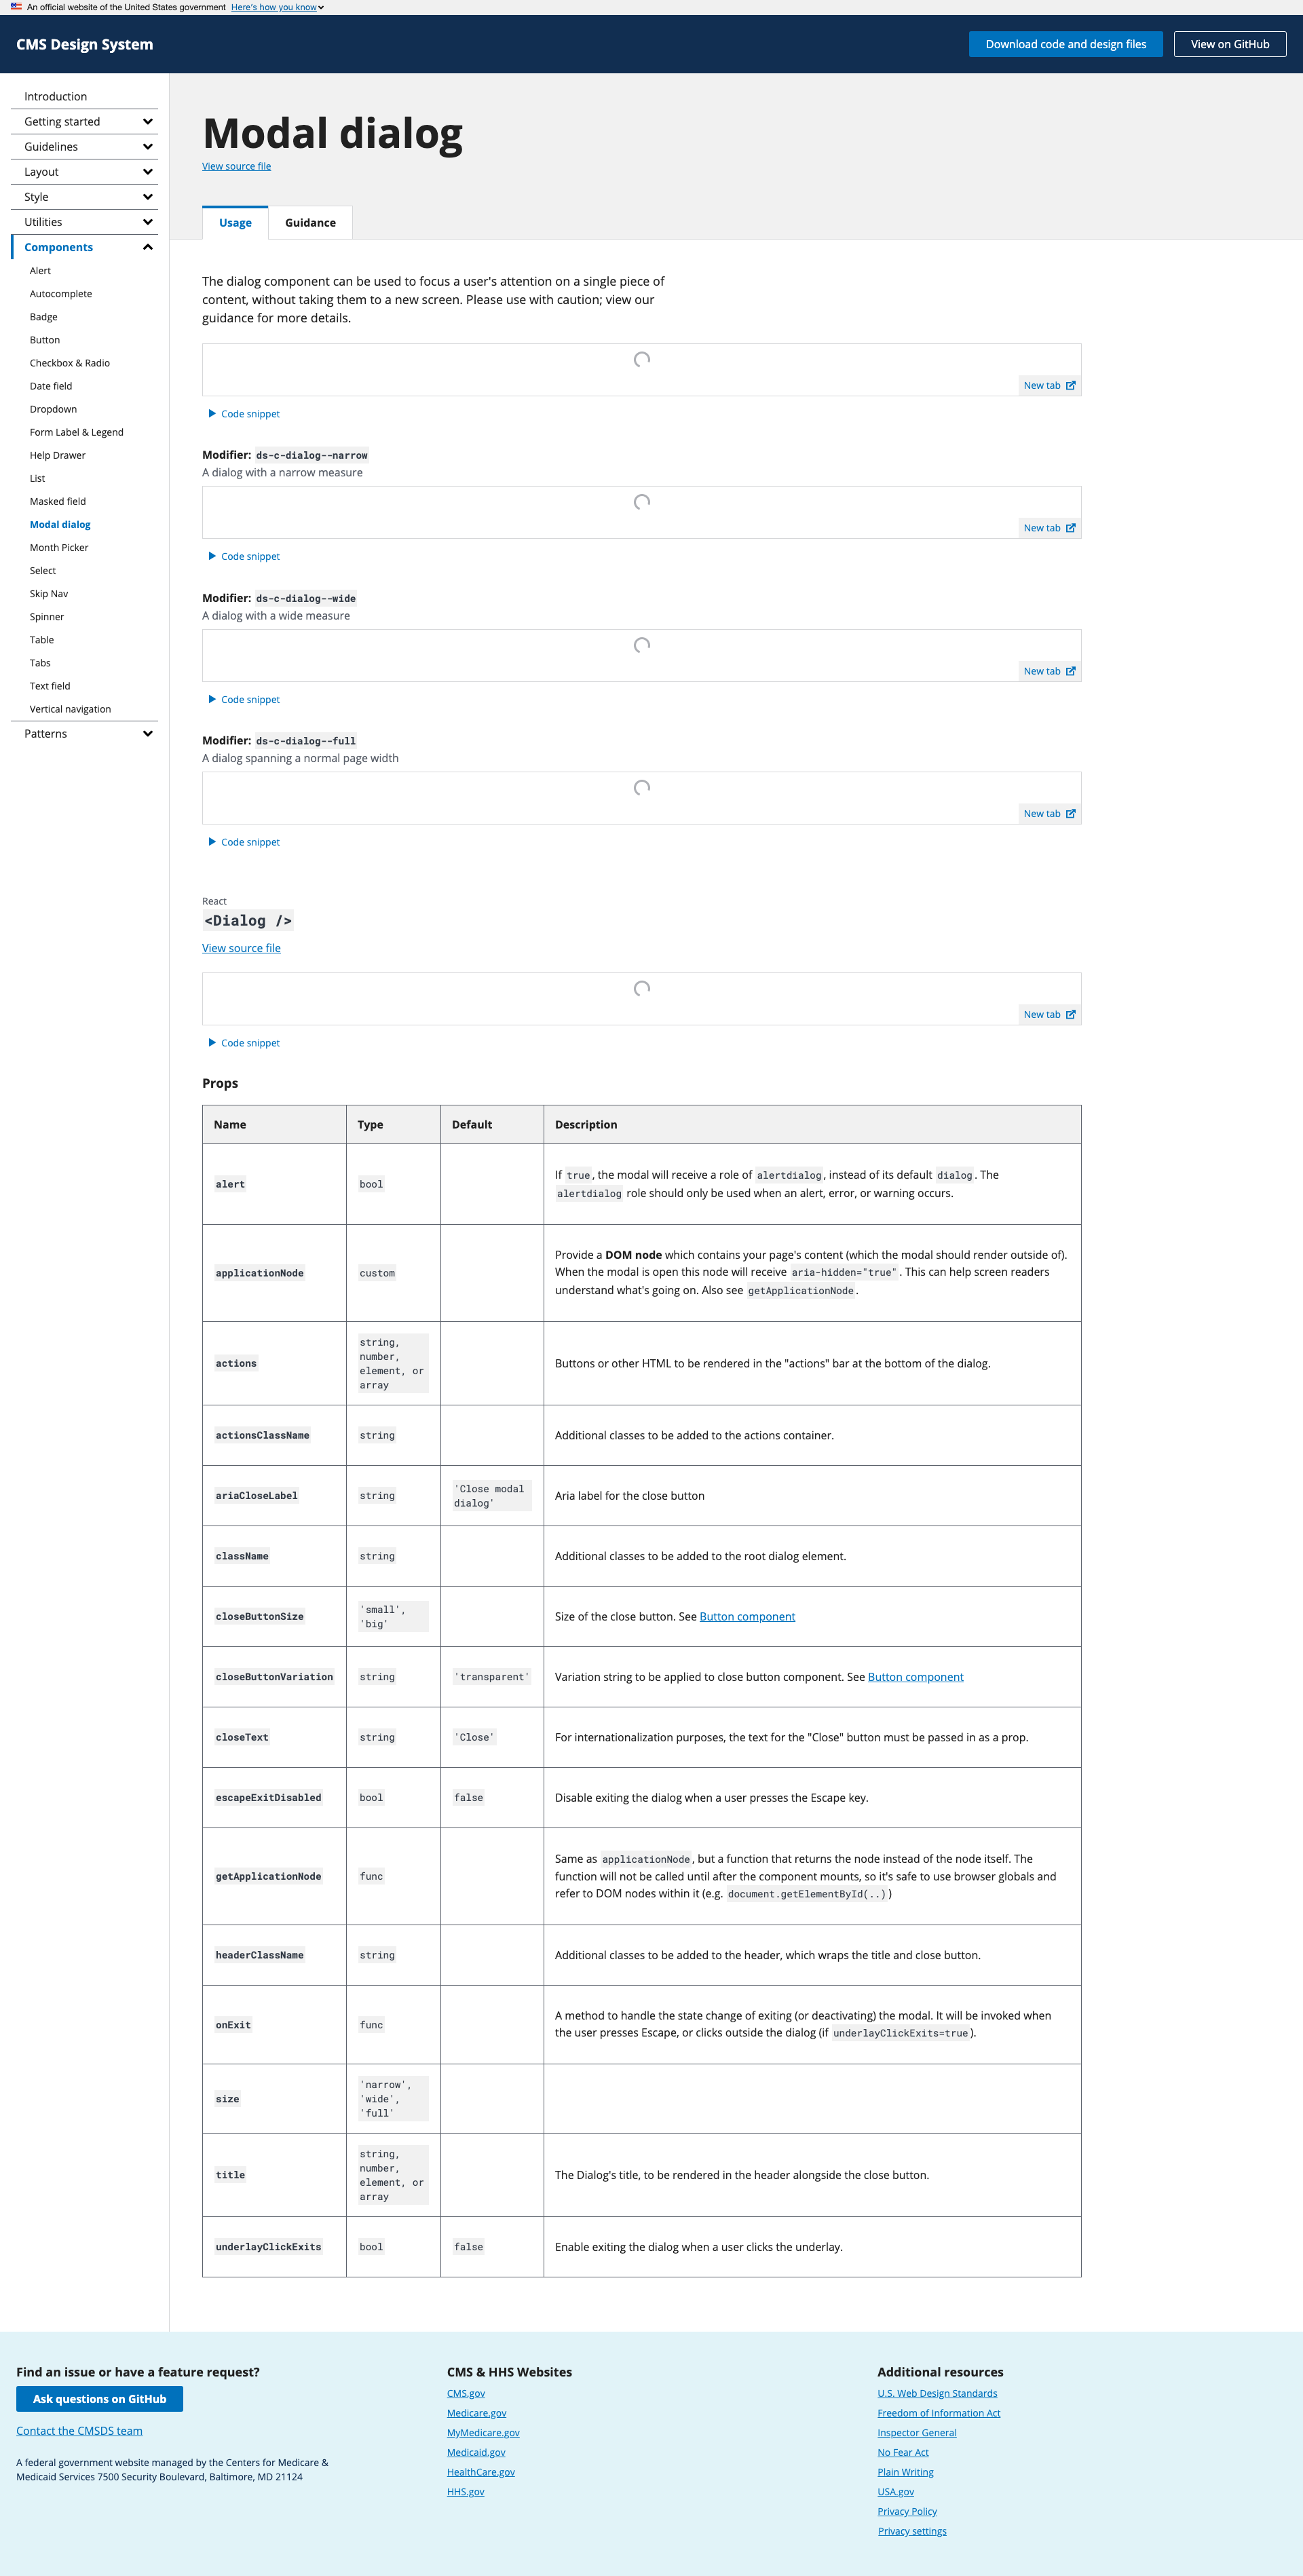 An official website of the United States government Here's how you know
CMS Design System
Download code and design files
View on GitHub
Introduction
Getting started
Guidelines
Layout
Style
Utilities
Components
Alert
Autocomplete
Badge
Button
Checkbox & Radio
Date field
Dropdown
Form Label & Legend
Help Drawer
List
Masked field
Modal dialog
Month Picker
Select
Skip Nav
Spinner
Table
Tabs
Text field
Vertical navigation
Patterns
Modal dialog
View source file
Usage
Guidance
The dialog component can be used to focus a user's attention on a single piece of
content, without taking them to a new screen. Please use with caution; view our
guidance for more details.
New tab
Code snippet
Modifier: ds-c-dialog--narrow
A dialog with a narrow measure
New tab
Code snippet
Modifier: ds-c-dialog--wide
A dialog with a wide measure
New tab
Code snippet
Modifier: ds-c-dialog--full
A dialog spanning a normal page width
New tab
Code snippet
React
<Dialog />
View source file
New tab
Code snippet
Props
Name Type Default Description
alert
bool
If true, the modal will receive a role of alertdialog, instead of its default dialog. The
alertdialog role should only be used when an alert, error, or warning occurs.
applicationNode
custom
Provide a DOM node which contains your page's content (which the modal should render outside of).
When the modal is open this node will receive aria-hidden="true". This can help screen readers
understand what's going on. Also see getApplicationNode.
actions
string,
number,
element, or
array
Buttons or other HTML to be rendered in the "actions" bar at the bottom of the dialog.
actionsClassName
string
Additional classes to be added to the actions container.
ariaCloseLabel
string
'Close modal
dialog'
Aria label for the close button
className
string
Additional classes to be added to the root dialog element.
closeButtonSize
'small',
'big'
Size of the close button. See Button component
closeButtonVariation
string
'transparent'
Variation string to be applied to close button component. See Button component
closeText
string
'Close'
For internationalization purposes, the text for the "Close" button must be passed in as a prop.
escapeExitDisabled
bool
false
Disable exiting the dialog when a user presses the Escape key.
getApplicationNode
func
Same as applicationNode, but a function that returns the node instead of the node itself. The
function will not be called until after the component mounts, so it's safe to use browser globals and
refer to DOM nodes within it (e.g. document.getElementById(..))
headerClassName
string
Additional classes to be added to the header, which wraps the title and close button.
onExit
func
A method to handle the state change of exiting (or deactivating) the modal. It will be invoked when
the user presses Escape, or clicks outside the dialog (if underlayClickExits=true).
size
'narrow',
'wide',
'full'
title
string,
number,
element, or
array
The Dialog's title, to be rendered in the header alongside the close button.
underlayClickExits
bool
false
Enable exiting the dialog when a user clicks the underlay.
Find an issue or have a feature request?
Ask questions on GitHub
Contact the CMSDS team
A federal government website managed by the Centers for Medicare &
Medicaid Services 7500 Security Boulevard, Baltimore, MD 21124
CMS & HHS Websites
CMS.gov
Medicare.gov
MyMedicare.gov
Medicaid.gov
HealthCare.gov
HHS.gov
Additional resources
U.S. Web Design Standards
Freedom of Information Act
Inspector General
No Fear Act
Plain Writing
USA.gov
Privacy Policy
Privacy settings